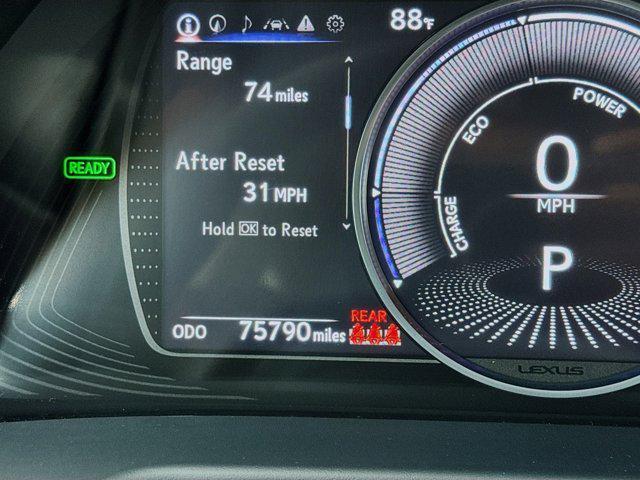 88°F
Range
74 miles
READY
After Reset
31 MPH
Hold OK to Reset
ODO 75790 miles
REAR
CHARGE
ECO
POWER
0
MPH
P
LEXUS